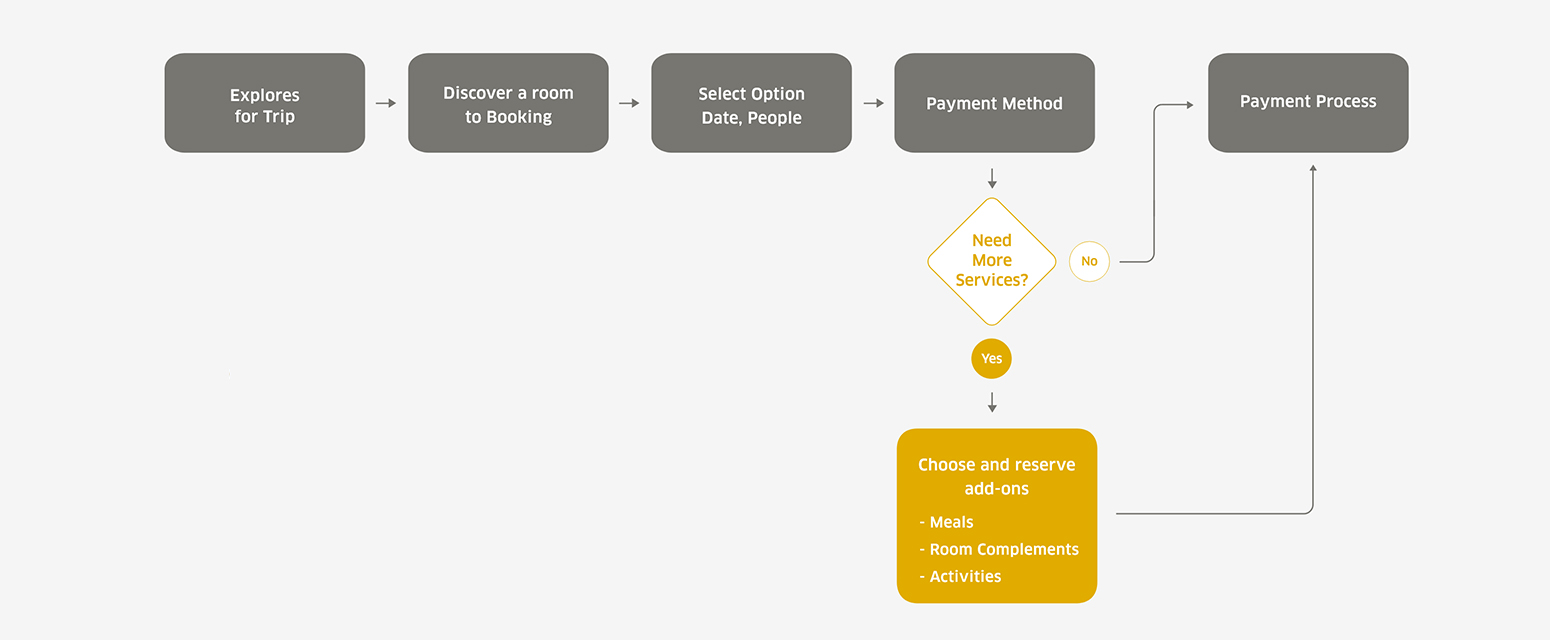 Explores
for Trip
Discover a room
to Booking
Select Option
Date, People
Payment Method
Payment Process
Need
More
Services?
No
Yes
Choose and reserve
add-ons
- Meals
- Room Complements
- Activities